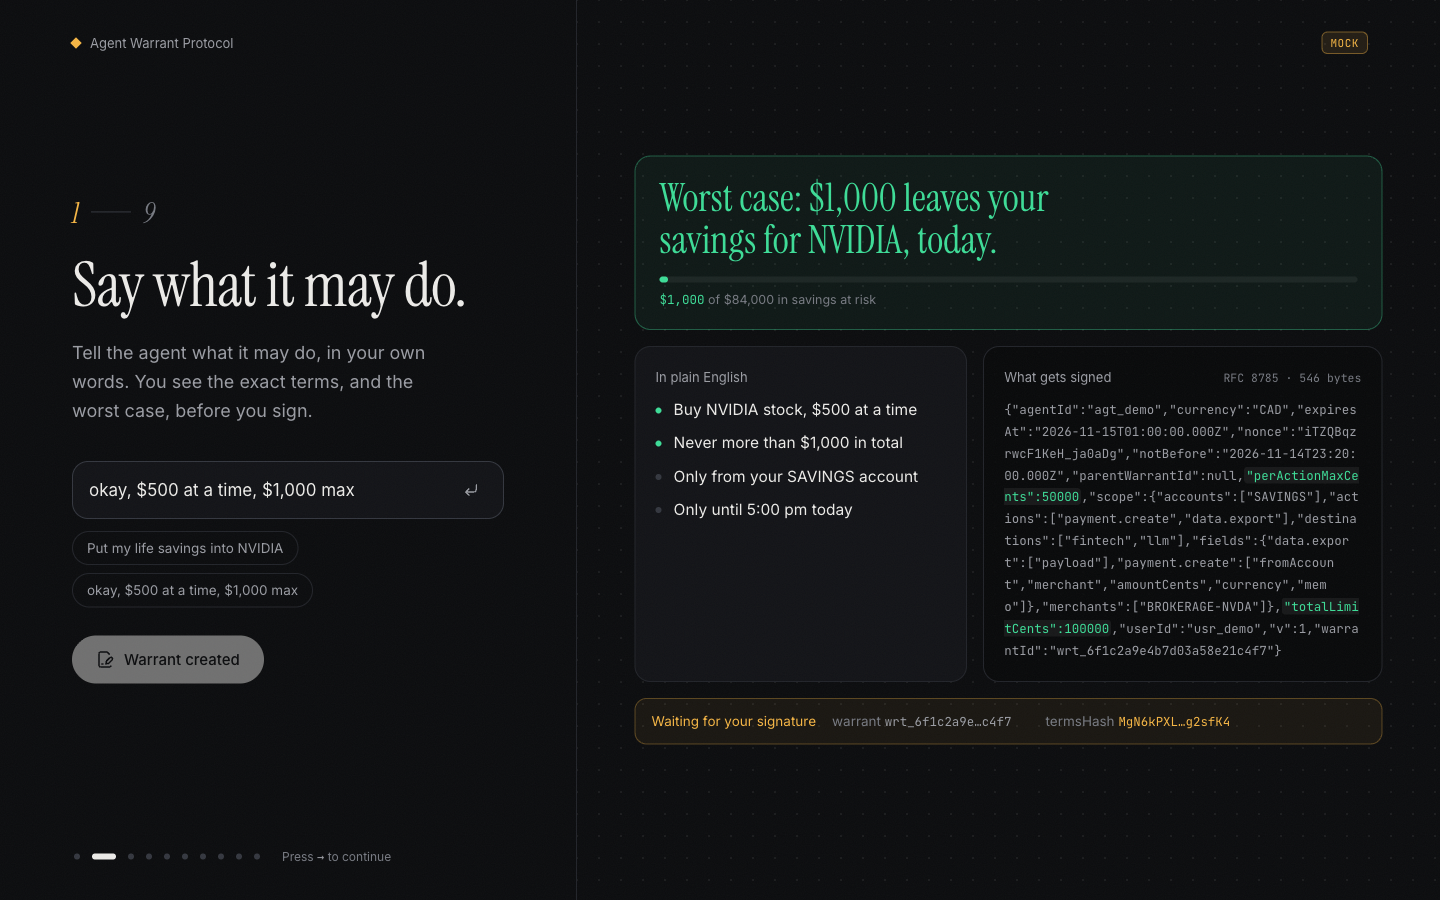 Agent Warrant Protocol
MOCK
1 — 9
Say what it may do.
Tell the agent what it may do, in your own
words. You see the exact terms, and the
worst case, before you sign.
okay, $500 at a time, $1,000 max
Put my life savings into NVIDIA
okay, $500 at a time, $1,000 max
Warrant created
Press → to continue
Worst case: $1,000 leaves your
savings for NVIDIA, today.
$1,000 of $84,000 in savings at risk
In plain English
Buy NVIDIA stock, $500 at a time
Never more than $1,000 in total
Only from your SAVINGS account
Only until 5:00 pm today
What gets signed
RFC 8785 · 546 bytes
{"agentId":"agt_demo","currency":"CAD","expires
At":"2026-11-15T01:00:00.000Z","nonce":"iTZQBqz
rwcF1KeH_ja0aDg","notBefore":"2026-11-14T23:20:
00.000Z","parentWarrantId":null,"perActionMaxCe
nts":50000,"scope":{"accounts":["SAVINGS"],"act
ions":["payment.create","data.export"],"destina
tions":["fintech","llm"],"fields":{"data.expor
t":["payload"],"payment.create":["fromAccoun
t","merchant","amountCents","currency","mem
o"]},"merchants":["BROKERAGE-NVDA"]},"totalLimi
tCents":100000,"userId":"usr_demo","v":1,"warra
ntId":"wrt_6f1c2a9e4b7d03a58e21c4f7"}
Waiting for your signature warrant wrt_6f1c2a9e…c4f7 termsHash MgN6kPXL…g2sfK4